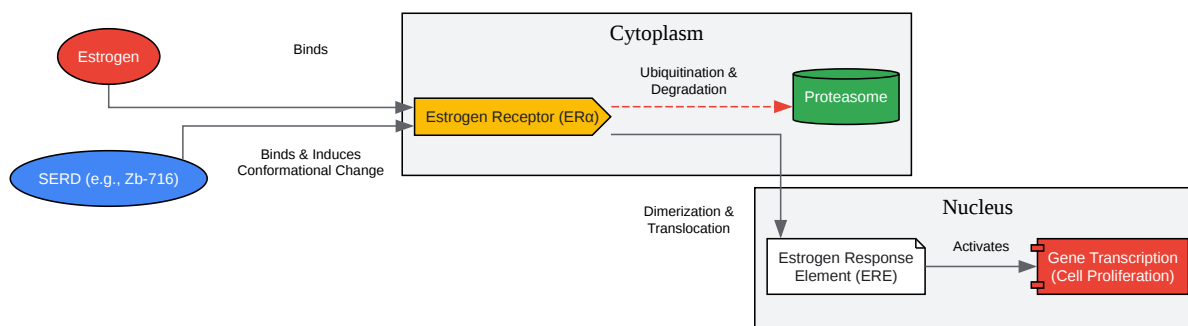 Cytoplasm
Estrogen
Binds
Ubiquitination &
Degradation
Proteasome
Estrogen Receptor (ERα)
SERD (e.g., Zb-716)
Binds & Induces
Conformational Change
Dimerization &
Translocation
Nucleus
Estrogen Response
Element (ERE)
Activates
Gene Transcription
(Cell Proliferation)